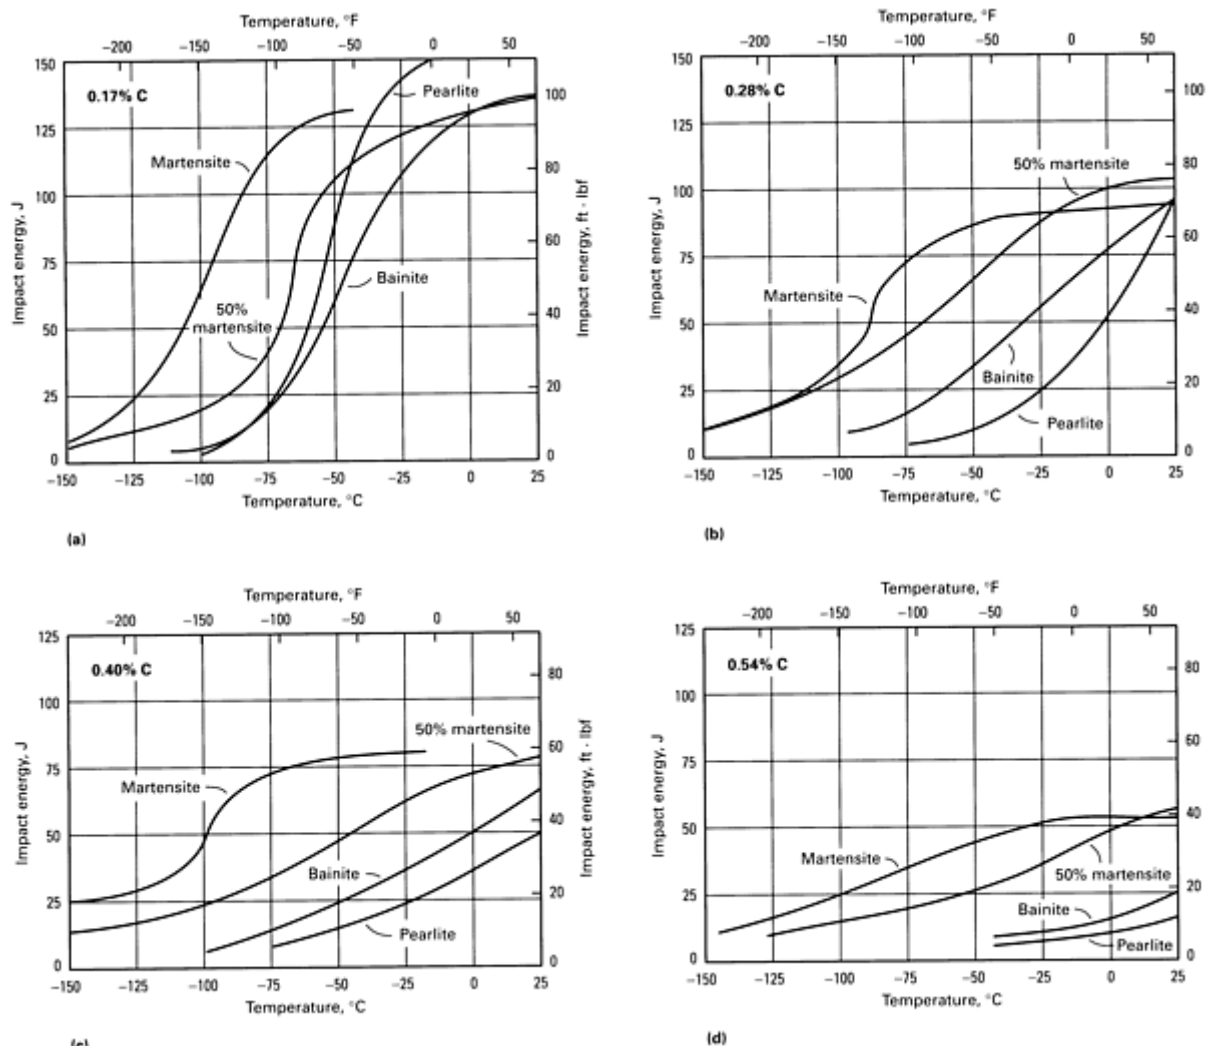 Temperature, °F
−200 −150 −100 −50 0 50
150
125
100
75
50
25
0
0.17% C
Martensite
Pearlite
50%
martensite
Bainite
Impact energy, J
100
80
60
40
20
0
Impact energy, ft · lbf
−150 −125 −100 −75 −50 −25 0 25
Temperature, °C
(a)
Temperature, °F
−200 −150 −100 −50 0 50
150
125
100
75
50
25
0
0.28% C
50% martensite
Martensite
Bainite
Pearlite
Impact energy, J
100
80
60
40
20
0
−150 −125 −100 −75 −50 −25 0 25
Temperature, °C
(b)
Temperature, °F
−200 −150 −100 −50 0 50
125
100
75
50
25
0
0.40% C
50% martensite
Martensite
Bainite
Pearlite
Impact energy, J
80
60
40
20
0
Impact energy, ft · lbf
−150 −125 −100 −75 −50 −25 0 25
Temperature, °C
Temperature, °F
−200 −150 −100 −50 0 50
125
100
75
50
25
0
0.54% C
Martensite
50% martensite
Bainite
Pearlite
Impact energy, J
80
60
40
20
0
−150 −125 −100 −75 −50 −25 0 25
Temperature, °C
(d)